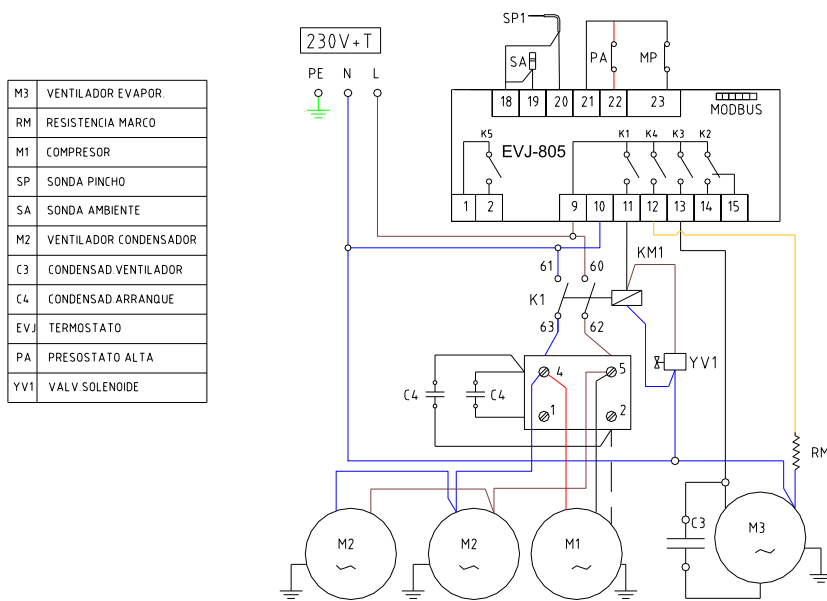 SP1
230V+T
SA
PA
MP
PE N L
18 19 20 21 22 23
MODBUS
M3 VENTILADOR EVAPOR.
RM RESISTENCIA MARCO
M1 COMPRESOR
SP SONDA PINCHO
SA SONDA AMBIENTE
M2 VENTILADOR CONDENSADOR
C3 CONDENSAD.VENTILADOR
C4 CONDENSAD.ARRANQUE
EVJ TERMOSTATO
PA PRESOSTATO ALTA
YV1 VALV.SOLENOIDE
K5 K1 K4 K3 K2
EVJ-805
1 2 9 10 11 12 13 14 15
KM1
61 60
K1
63 62
YV1
4 5
C4 C4
1 2
RM
C3
M2 M2 M1 M3